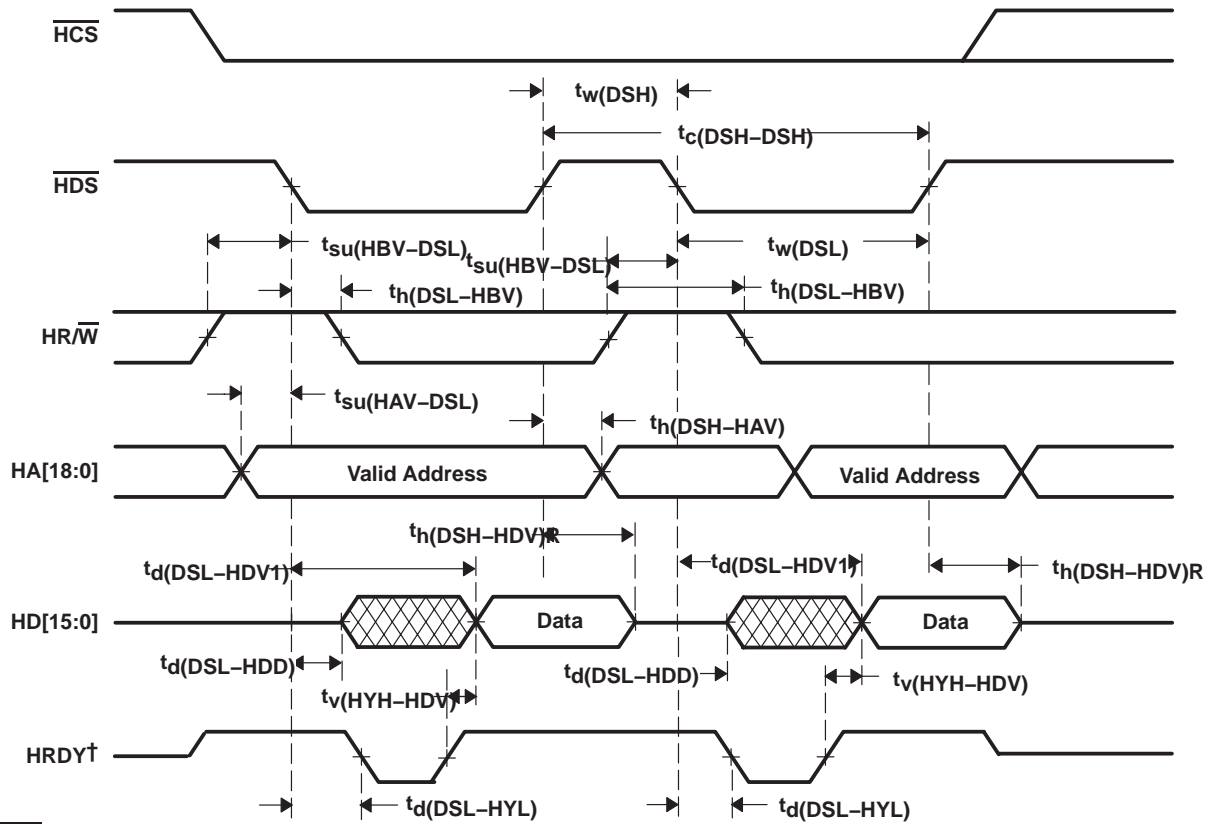 HCS
tw(DSH)
tc(DSH–DSH)
HDS
tsu(HBV–DSL)
tsu(HBV–DSL)
tw(DSL)
th(DSL–HBV)
th(DSL–HBV)
HR/W
tsu(HAV–DSL)
th(DSH–HAV)
HA[18:0]
Valid Address
Valid Address
th(DSH–HDV)R
td(DSL–HDV1)
td(DSL–HDV1)
th(DSH–HDV)R
HD[15:0]
Data
Data
td(DSL–HDD)
td(DSL–HDD)
tv(HYH–HDV)
tv(HYH–HDV)
HRDY†
td(DSL–HYL)
td(DSL–HYL)